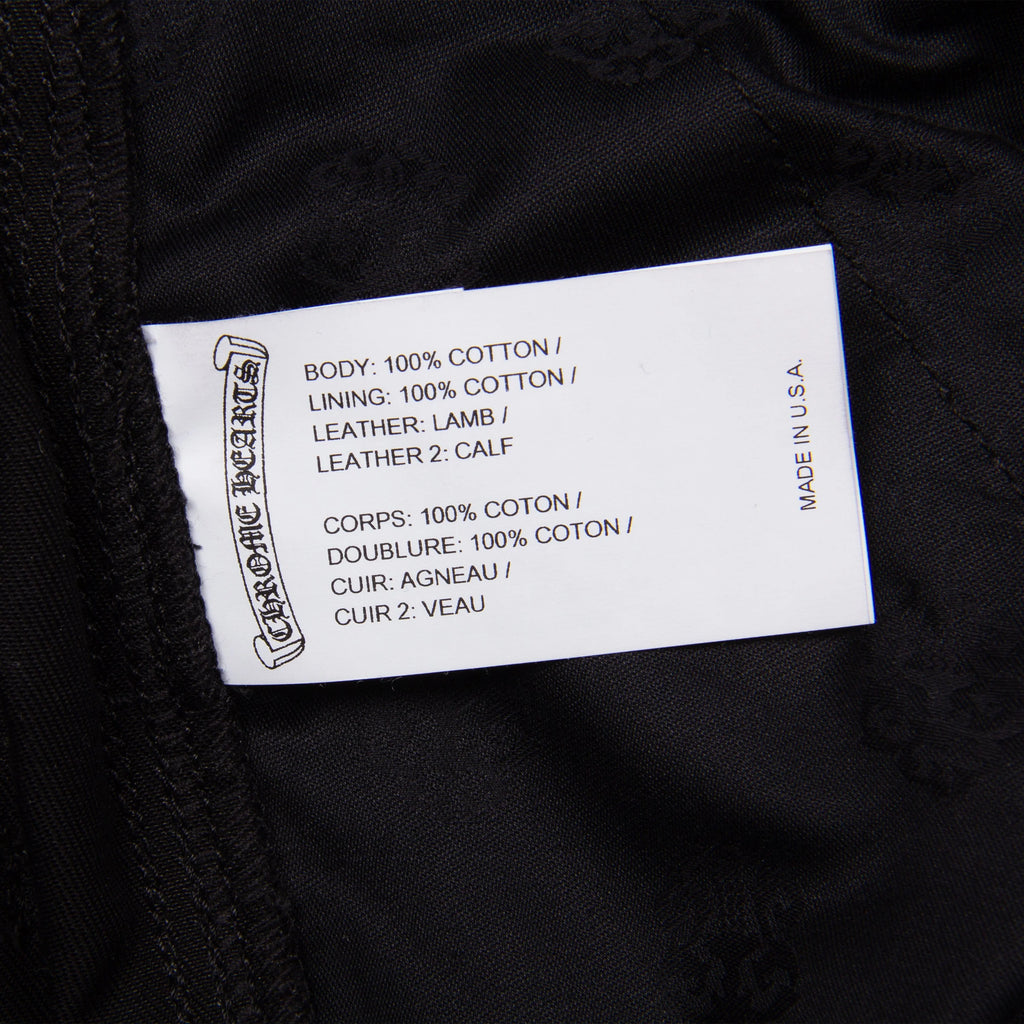 CHROME HEARTS
BODY: 100% COTTON /
LINING: 100% COTTON /
LEATHER: LAMB /
LEATHER 2: CALF
CORPS: 100% COTON /
DOUBLURE: 100% COTON /
CUIR: AGNEAU /
CUIR 2: VEAU
MADE IN U.S.A.